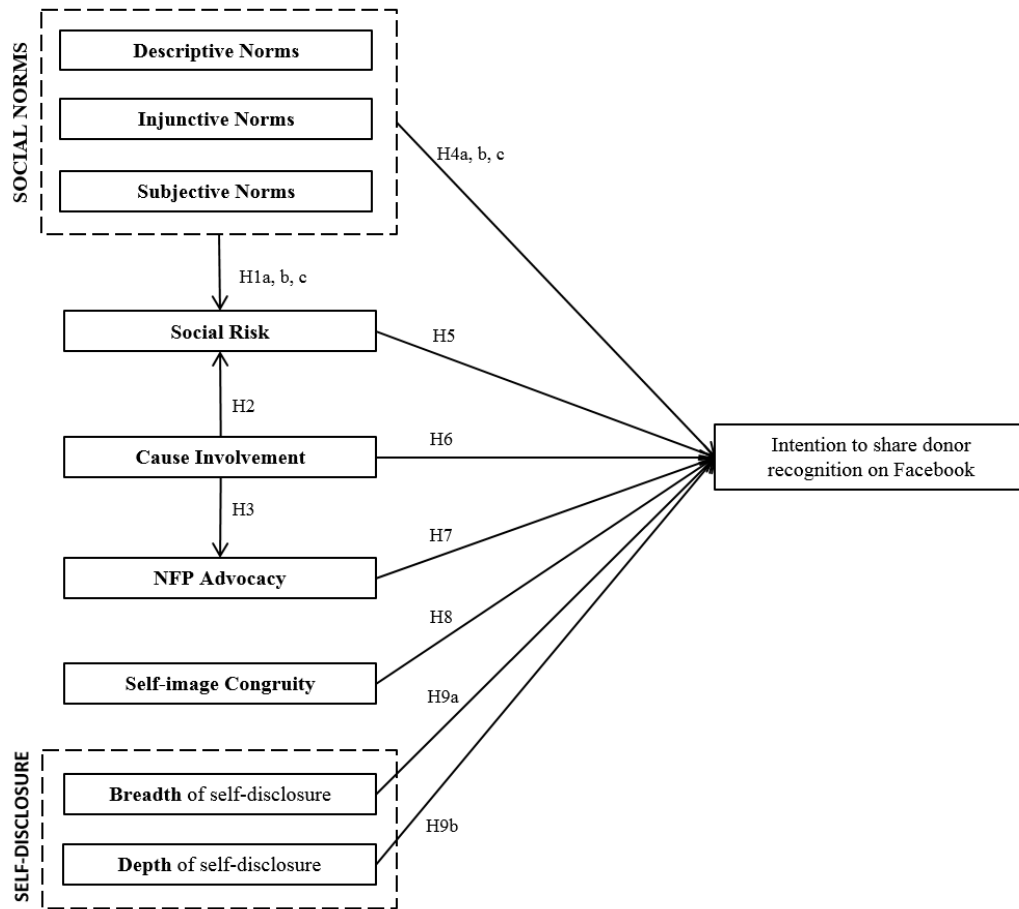 SOCIAL NORMS
Descriptive Norms
Injunctive Norms
Subjective Norms
H4a, b, c
H1a, b, c
Social Risk
H5
H2
Cause Involvement
H6
Intention to share donor
recognition on Facebook
H3
NFP Advocacy
H7
H8
Self-image Congruity
H9a
SELF-DISCLOSURE
Breadth of self-disclosure
H9b
Depth of self-disclosure